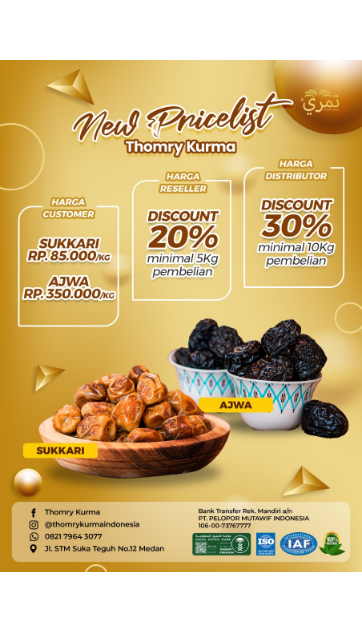 تمري
New Pricelist
Thomry Kurma
HARGA
CUSTOMER
SUKKARI
RP. 85.000/KG
AJWA
RP. 350.000/KG
HARGA
RESELLER
DISCOUNT
20%
minimal 5Kg
pembelian
HARGA
DISTRIBUTOR
DISCOUNT
30%
minimal 10Kg
pembelian
AJWA
SUKKARI
Thomry Kurma
@thomrykurmaindonesia
0821 7964 3077
Jl. STM Suka Teguh No.12 Medan
Bank Transfer Rek. Mandiri a/n
PT. PELOPOR MUTAWIF INDONESIA
106-00-7376777
ISO
IAF
100%